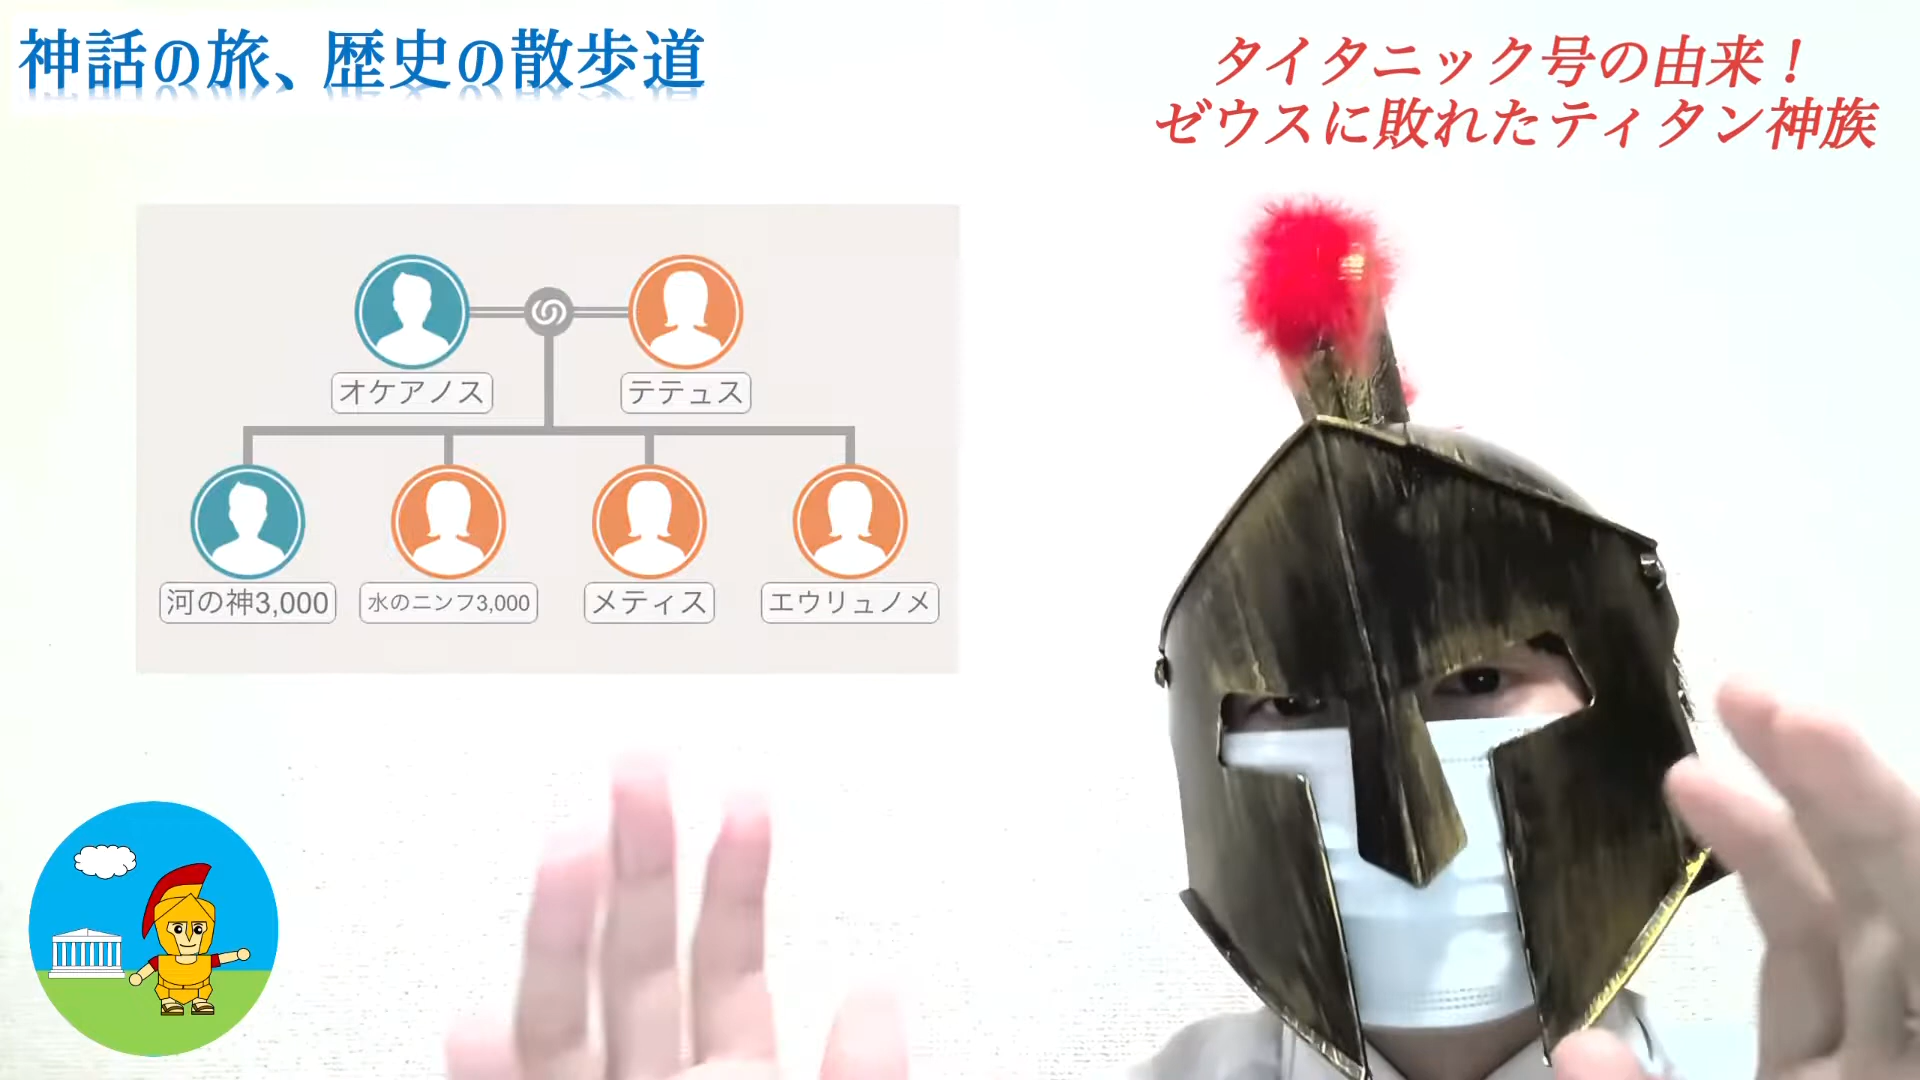 神話の旅、歴史の散歩道
タイタニック号の由来！
ゼウスに敗れたティタン神族
オケアノス
テテュス
河の神3,000
水のニンフ3,000
メティス
エウリュノメ